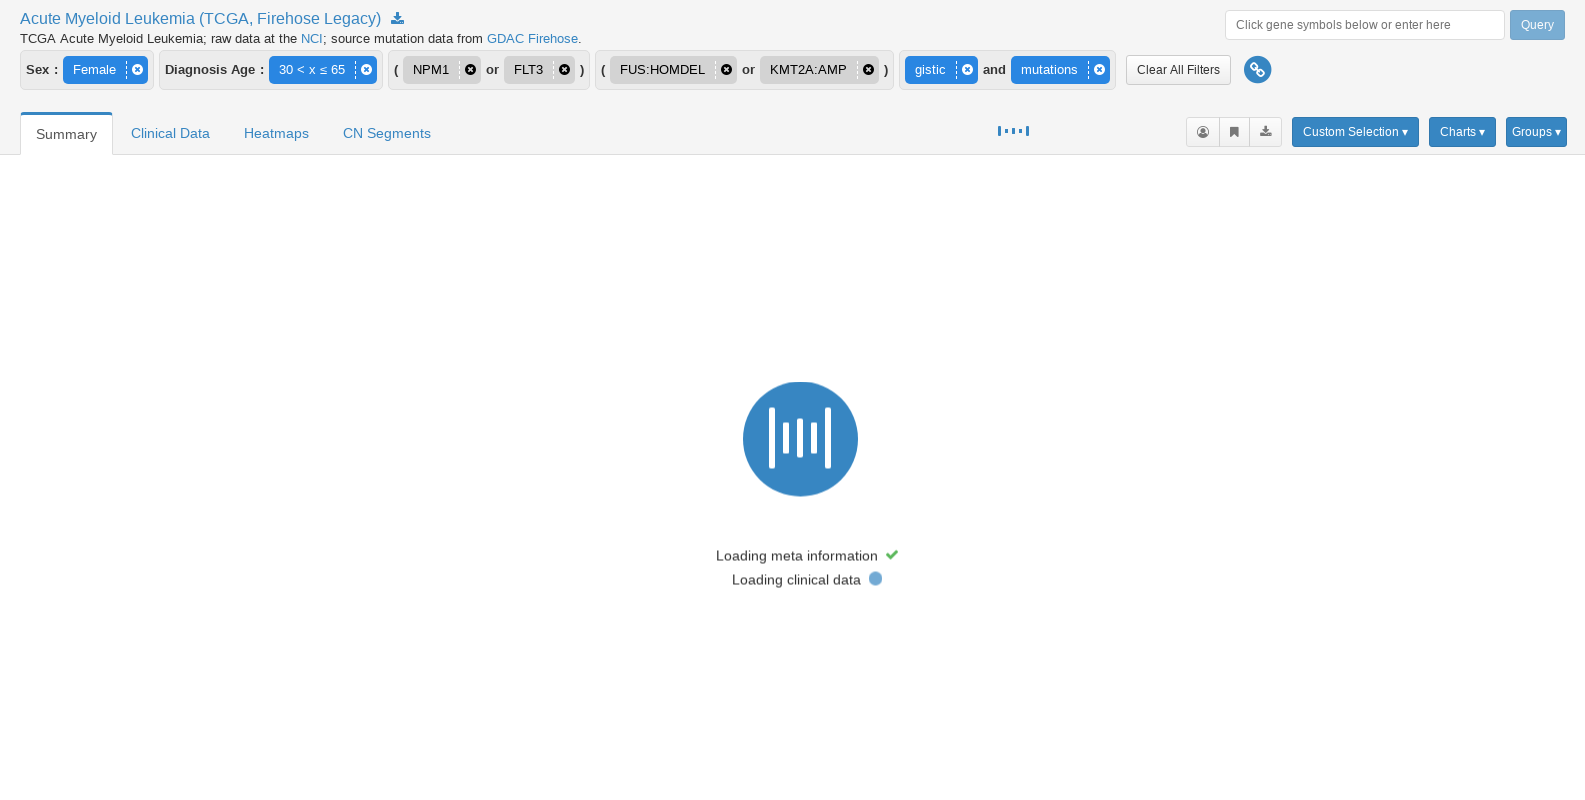 Acute Myeloid Leukemia (TCGA, Firehose Legacy)
Click gene symbols below or enter here
Query
TCGA Acute Myeloid Leukemia; raw data at the NCI; source mutation data from GDAC Firehose.
Sex : Female Diagnosis Age : 30 < x ≤ 65 ( NPM1 or FLT3 ) ( FUS:HOMDEL or KMT2A:AMP ) gistic and mutations Clear All Filters
Summary Clinical Data Heatmaps CN Segments Custom Selection ▾ Charts ▾ Groups ▾
Loading meta information
Loading clinical data